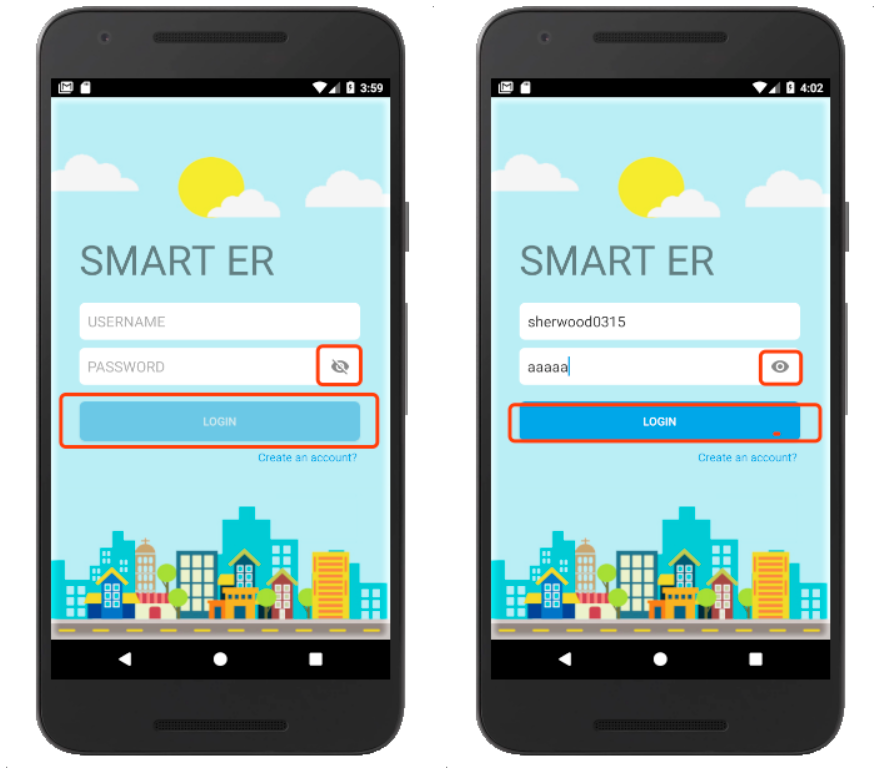 3:59
SMART ER
USERNAME
PASSWORD
LOGIN
Create an account?
4:02
SMART ER
sherwood0315
aaaaa
LOGIN
Create an account?